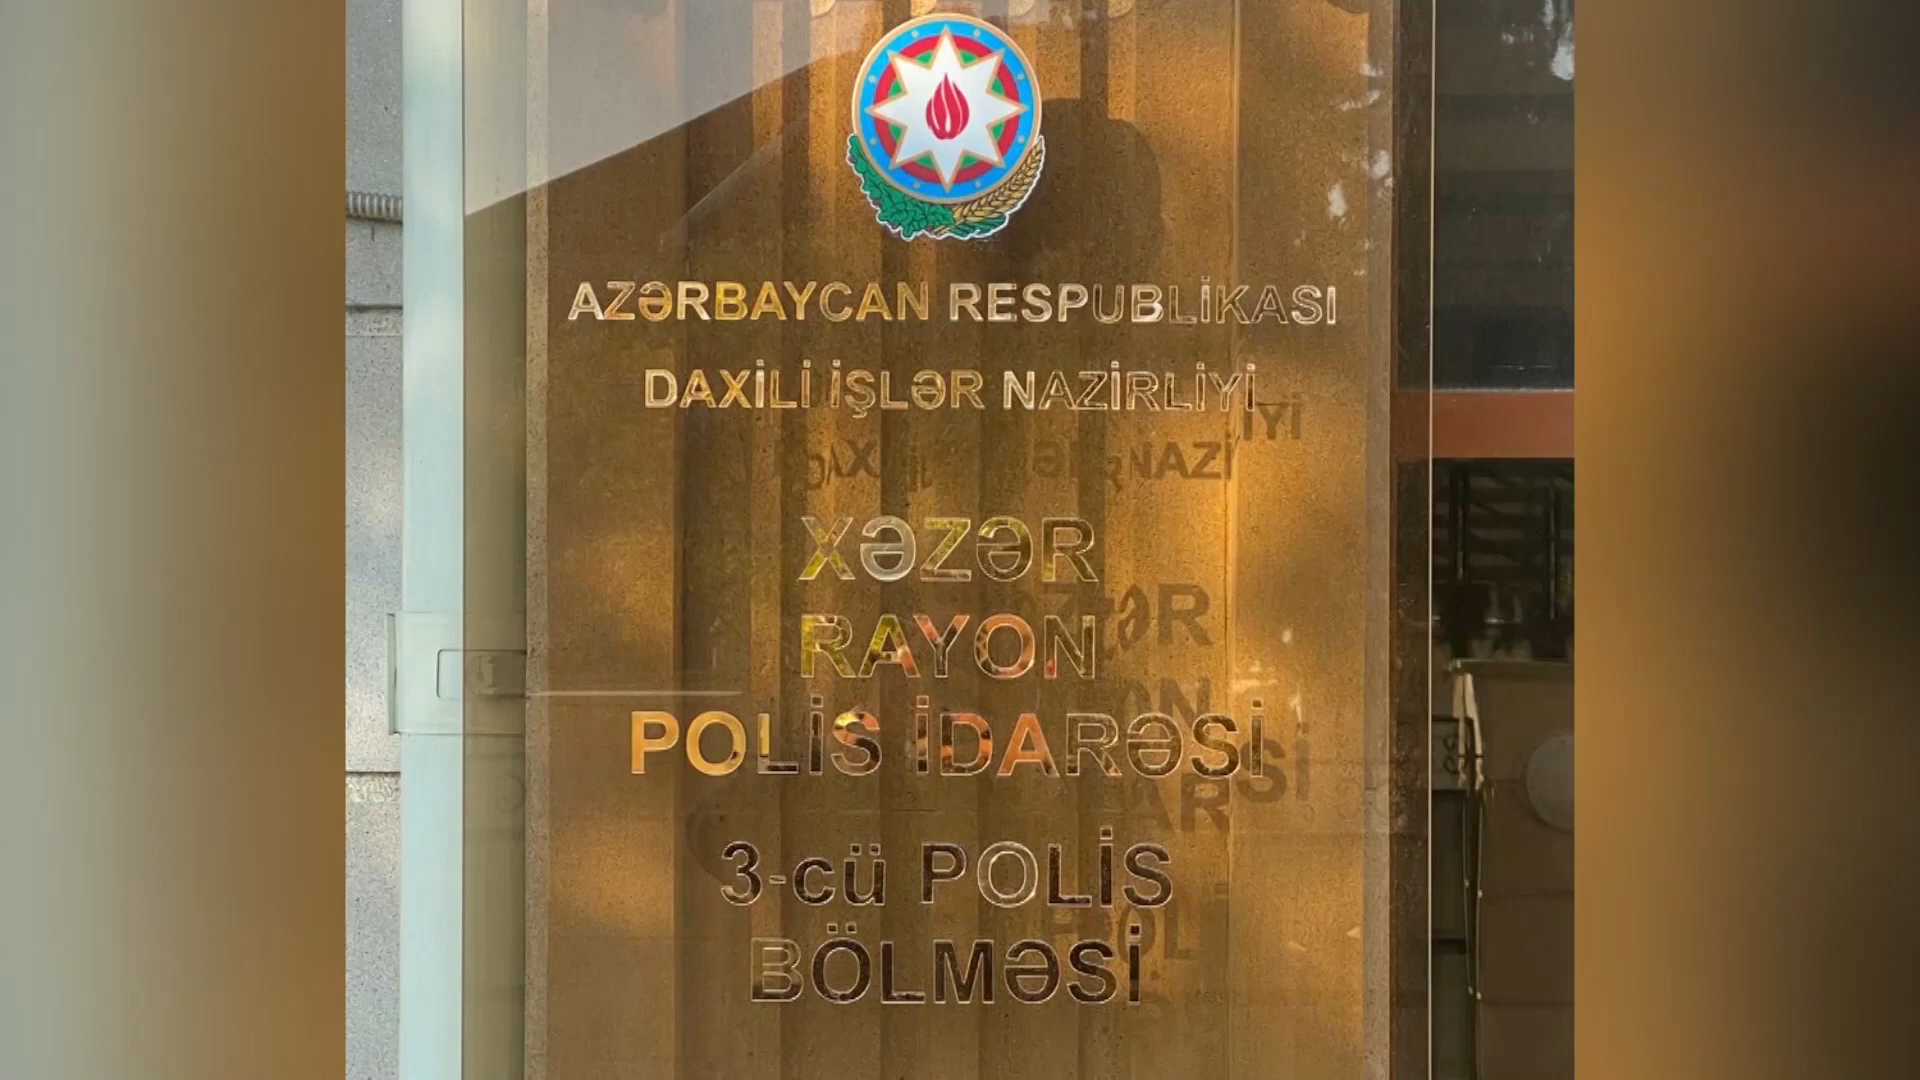 AZƏRBAYCAN RESPUBLİKASI
DAXİLİ İŞLƏR NAZİRLİYİ
XƏZƏR
RAYON
POLİS İDARƏSİ
3-cü POLİS
BÖLMƏSİ